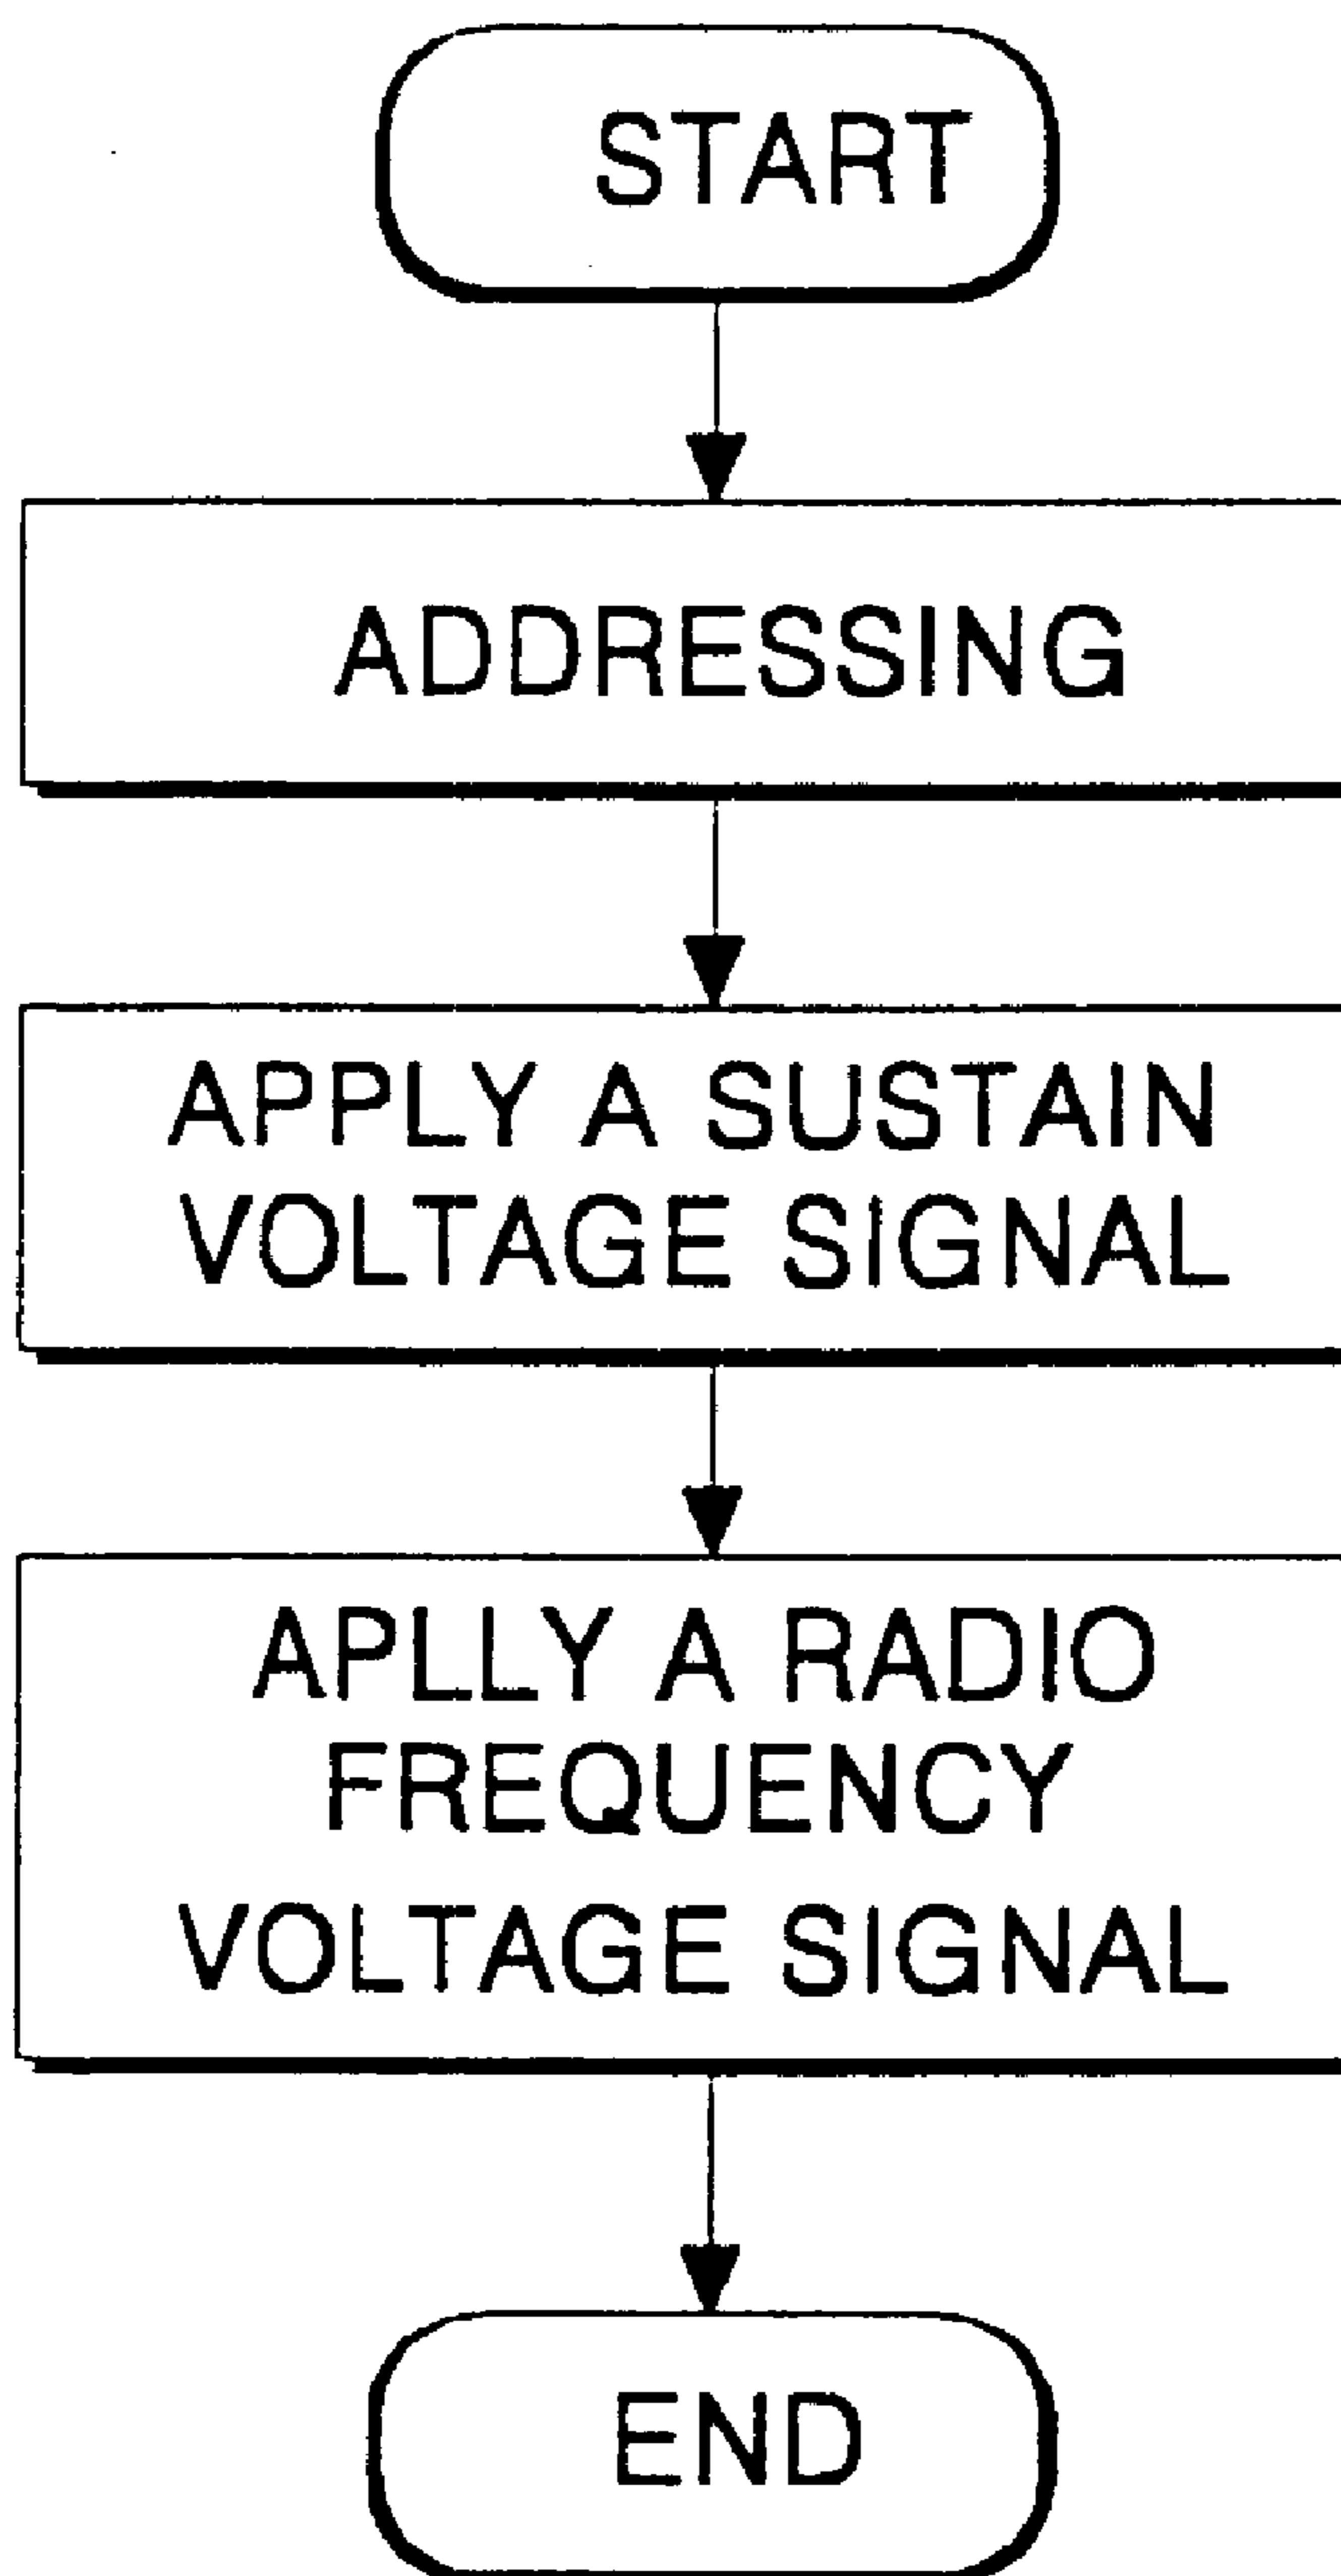 START
ADDRESSING
APPLY A SUSTAIN
VOLTAGE SIGNAL
APLLY A RADIO
FREQUENCY
VOLTAGE SIGNAL
END